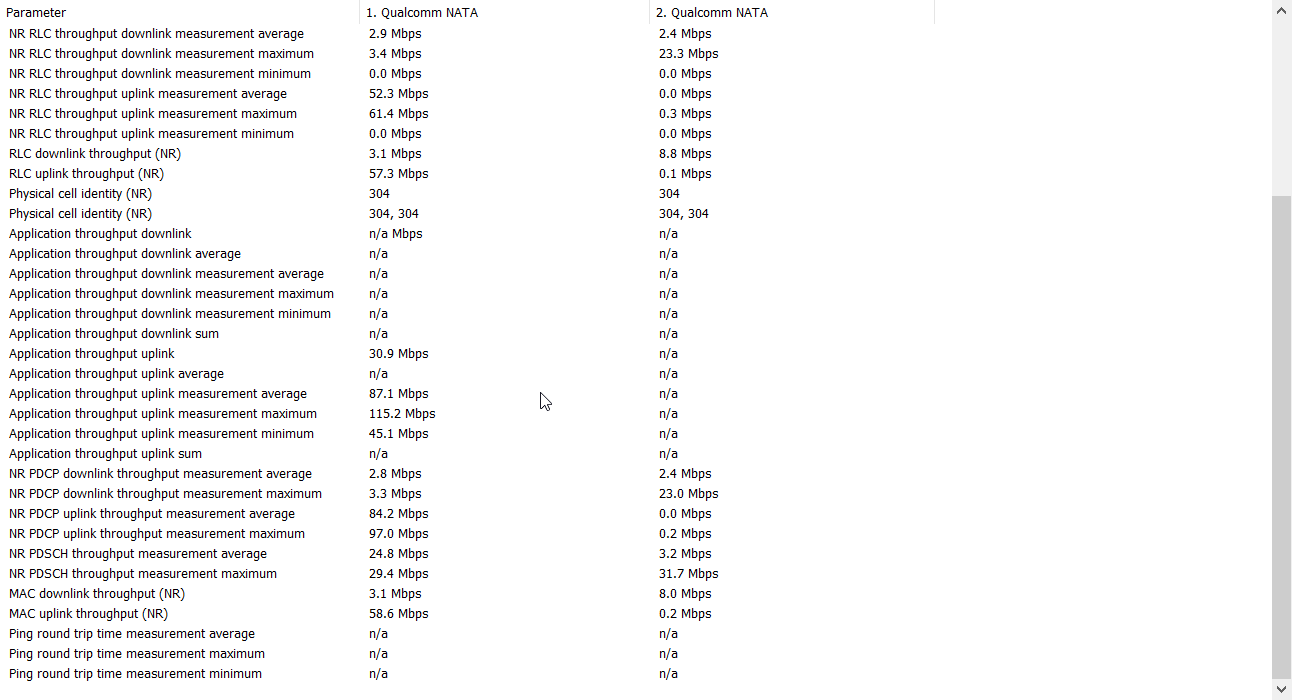 Parameter 1. Qualcomm NATA 2. Qualcomm NATA
NR RLC throughput downlink measurement average 2.9 Mbps 2.4 Mbps
NR RLC throughput downlink measurement maximum 3.4 Mbps 23.3 Mbps
NR RLC throughput downlink measurement minimum 0.0 Mbps 0.0 Mbps
NR RLC throughput uplink measurement average 52.3 Mbps 0.0 Mbps
NR RLC throughput uplink measurement maximum 61.4 Mbps 0.3 Mbps
NR RLC throughput uplink measurement minimum 0.0 Mbps 0.0 Mbps
RLC downlink throughput (NR) 3.1 Mbps 8.8 Mbps
RLC uplink throughput (NR) 57.3 Mbps 0.1 Mbps
Physical cell identity (NR) 304 304
Physical cell identity (NR) 304, 304 304, 304
Application throughput downlink n/a Mbps n/a
Application throughput downlink average n/a n/a
Application throughput downlink measurement average n/a n/a
Application throughput downlink measurement maximum n/a n/a
Application throughput downlink measurement minimum n/a n/a
Application throughput downlink sum n/a n/a
Application throughput uplink 30.9 Mbps n/a
Application throughput uplink average n/a n/a
Application throughput uplink measurement average 87.1 Mbps n/a
Application throughput uplink measurement maximum 115.2 Mbps n/a
Application throughput uplink measurement minimum 45.1 Mbps n/a
Application throughput uplink sum n/a n/a
NR PDCP downlink throughput measurement average 2.8 Mbps 2.4 Mbps
NR PDCP downlink throughput measurement maximum 3.3 Mbps 23.0 Mbps
NR PDCP uplink throughput measurement average 84.2 Mbps 0.0 Mbps
NR PDCP uplink throughput measurement maximum 97.0 Mbps 0.2 Mbps
NR PDSCH throughput measurement average 24.8 Mbps 3.2 Mbps
NR PDSCH throughput measurement maximum 29.4 Mbps 31.7 Mbps
MAC downlink throughput (NR) 3.1 Mbps 8.0 Mbps
MAC uplink throughput (NR) 58.6 Mbps 0.2 Mbps
Ping round trip time measurement average n/a n/a
Ping round trip time measurement maximum n/a n/a
Ping round trip time measurement minimum n/a n/a